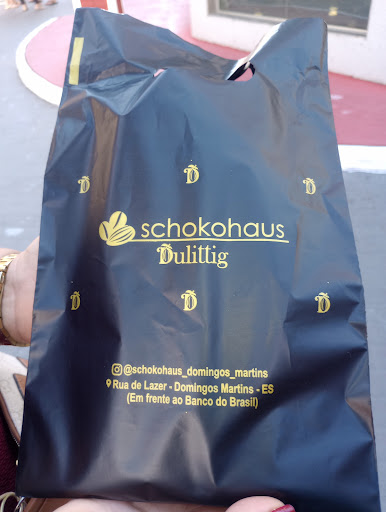 D D D
schokohaus
Dulittig
D D D
@schokohaus_domingos_martins
Rua de Lazer - Domingos Martins - ES
(Em frente ao Banco do Brasil)